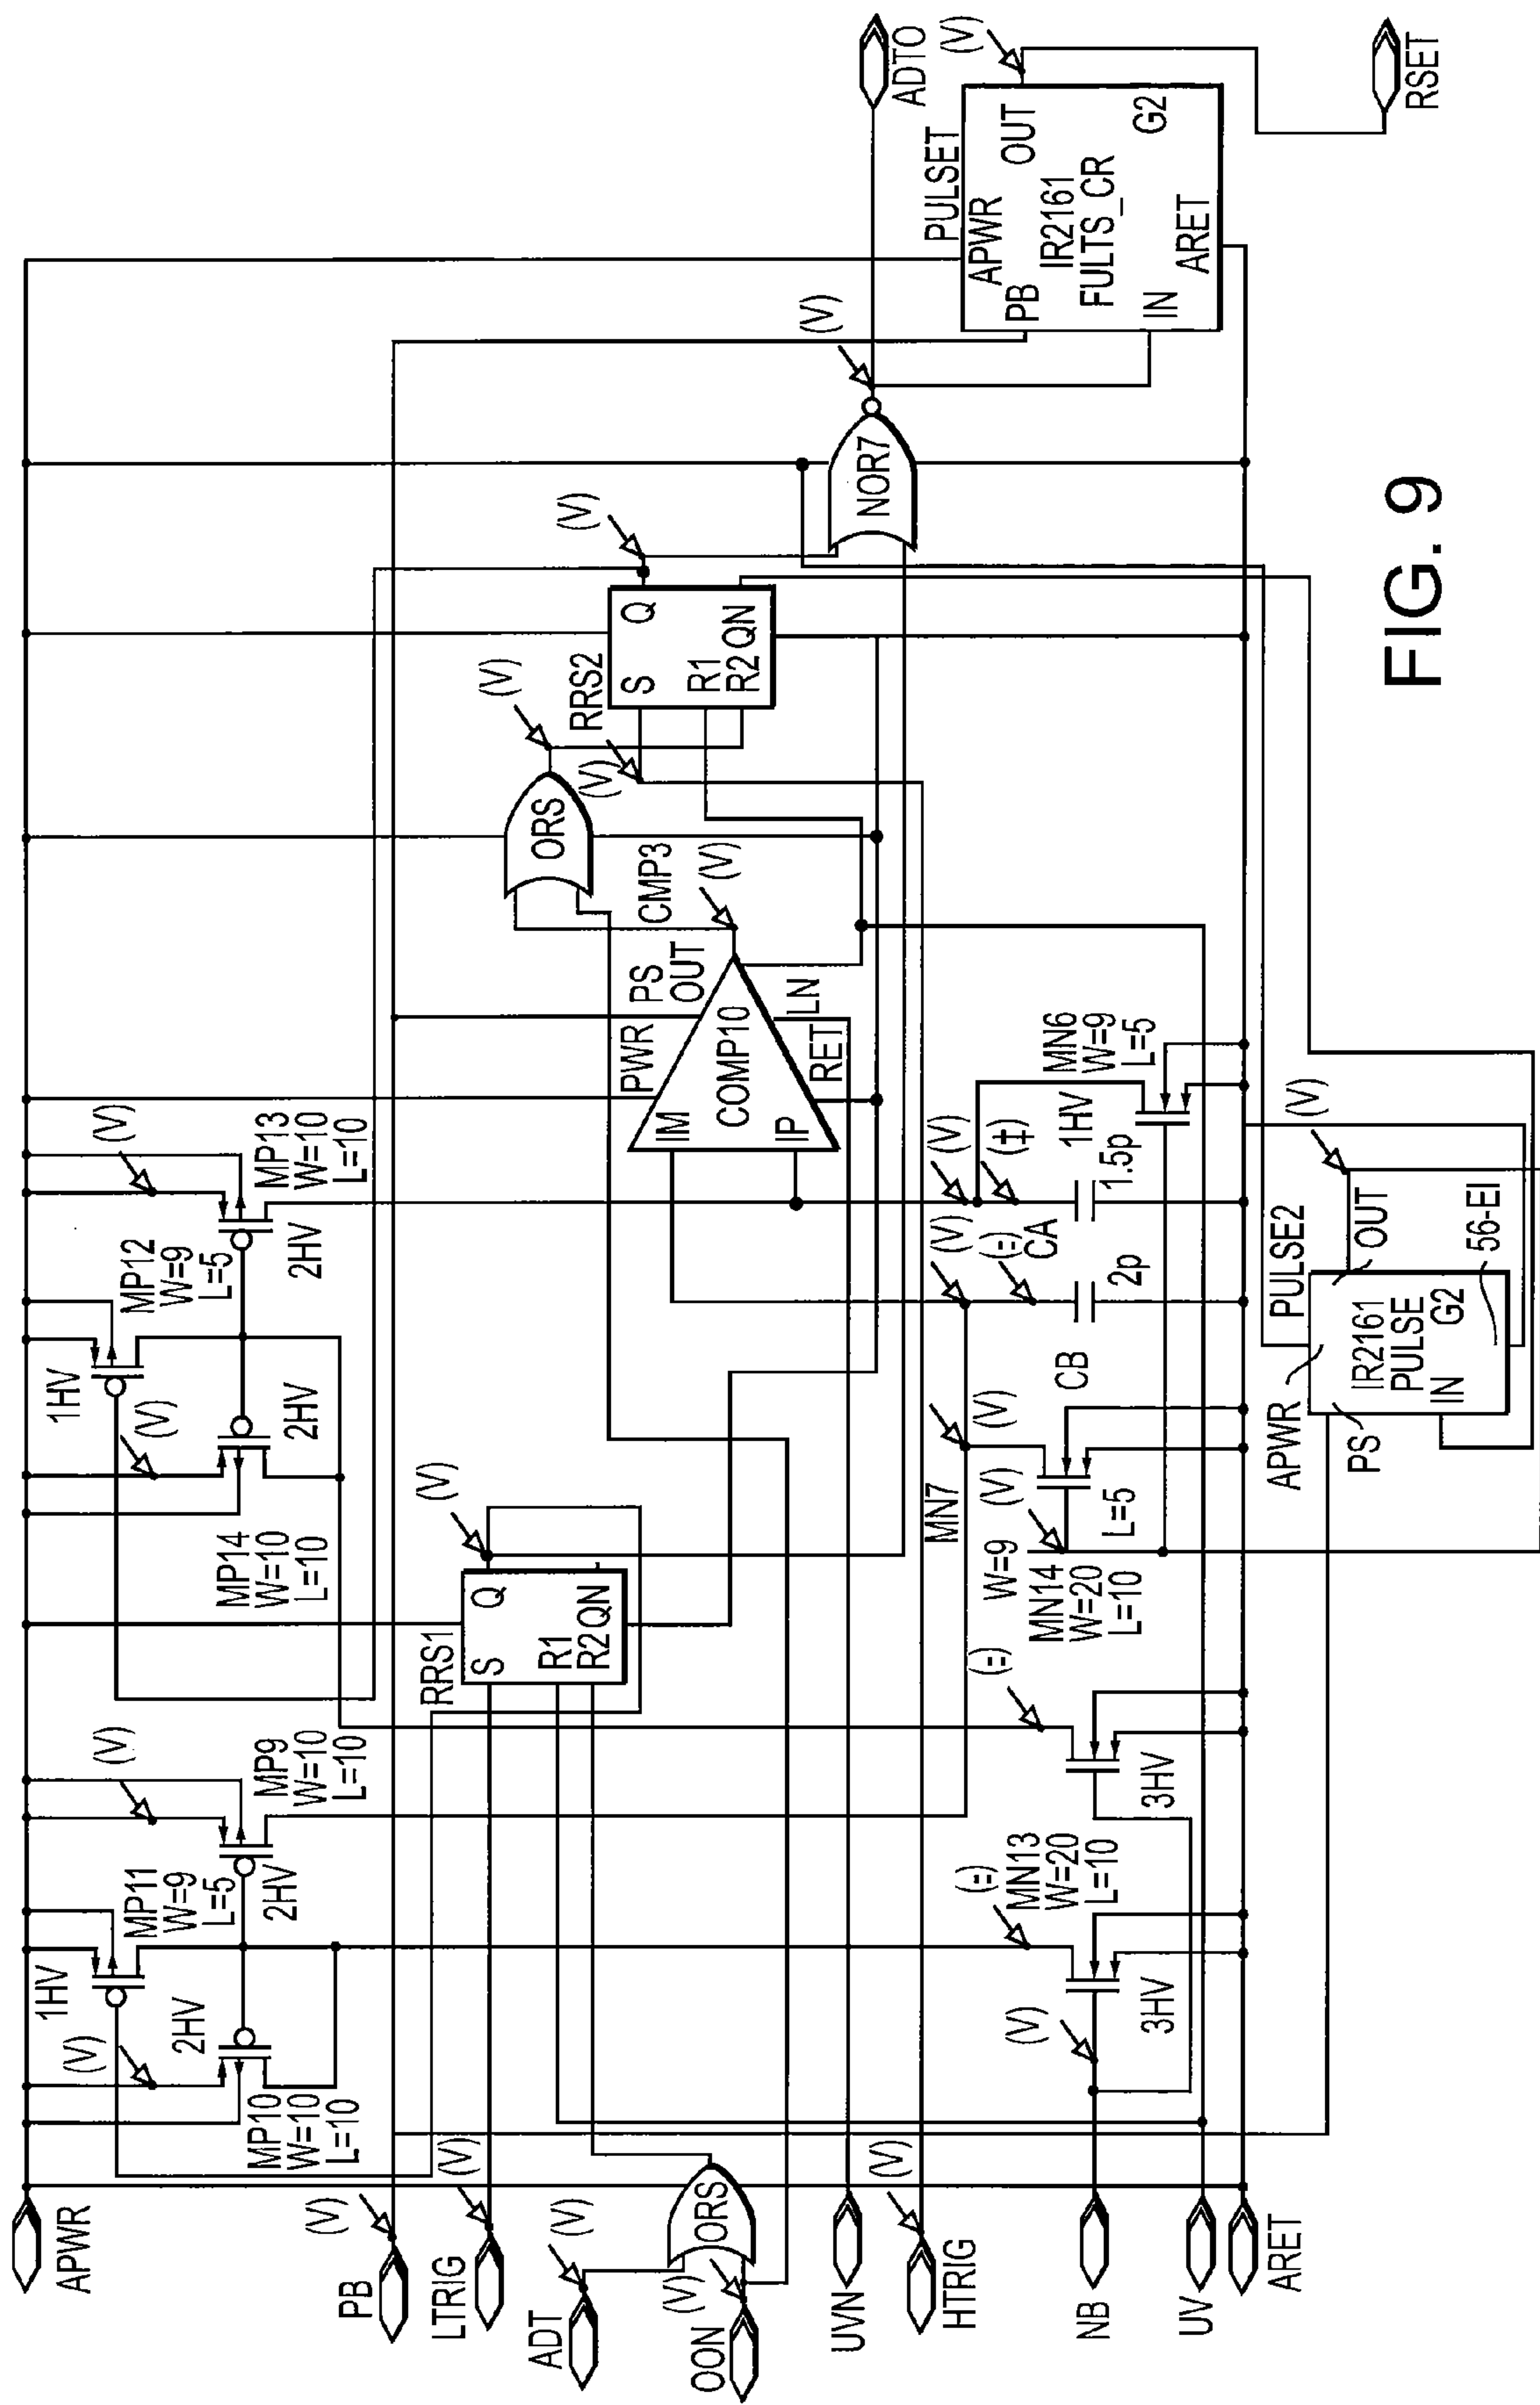 APWR
PB
LTRIG
ADT
OON
UVN
HTRIG
NB
UV
ARET
(V)
(V)
(V)
(V)
(V)
ORS
(V)
1HV
MP11
W=9
L=5
2HV
MP10
W=10
L=10
(V)
MP9
W=10
L=10
2HV
(V)
3HV
(-)
MN13
W=20
L=10
3HV
(-)
MN14
W=20
L=10
RRS1
S
Q
R1
R2
QN
(V)
MP14
W=10
L=10
1HV
(V)
2HV
MP12
W=9
L=5
(V)
MP13
W=10
L=10
2HV
MN7
(V)
(V)
W=9
L=5
CB
2p
(V)
(-)
CA
(V)
(‡)
1.5p
1HV
MN6
W=9
L=5
IM
IP
COMP10
PWR
PS
OUT
LN
RET
CMP3
(V)
ORS
(V)
(V)
RRS2
S
Q
R1
R2
QN
(V)
NOR7
(V)
ADTO
PULSET
APWR
PB
OUT
IR2161
FULTS_CR
IN
G2
ARET
(V)
RSET
APWR
PS
PULSE2
IR2161
PULSE
IN
G2
OUT
56-EI
(V)
FIG. 9